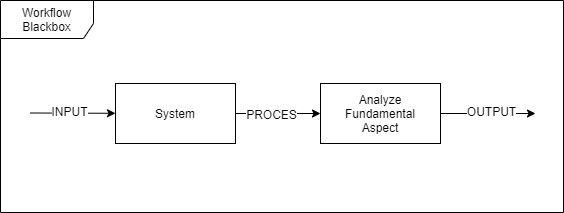 Workflow
Blackbox
INPUT
System
PROCES
Analyze
Fundamental
Aspect
OUTPUT